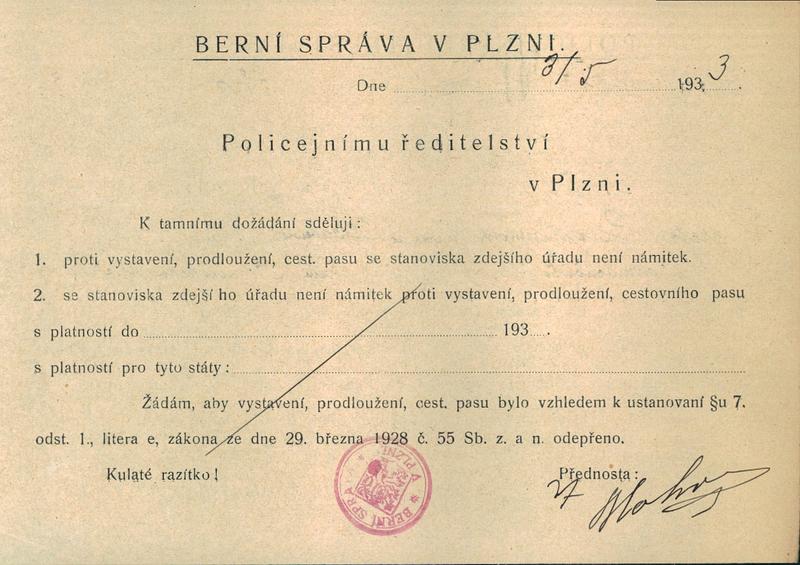 BERNÍ SPRÁVA V PLZNI.
Dne 3/5 1933.
Policejnímu ředitelství
v Plzni.
K tamnímu dožádání sděluji:
1. proti vystavení, prodloužení, cest. pasu se stanoviska zdejšího úřadu není námitek.
2. se stanoviska zdejší ho úřadu není námitek proti vystavení, prodloužení, cestovního pasu
s platností do 193 .
s platností pro tyto státy:
Žádám, aby vystavení, prodloužení, cest. pasu bylo vzhledem k ustanovaní §u 7.
odst. 1., litera e, zákona ze dne 29. března 1928 č. 55 Sb. z. a n. odepřeno.
Kulaté razítko!
Přednosta:
BERNÍ SPRÁVA
PLZNI